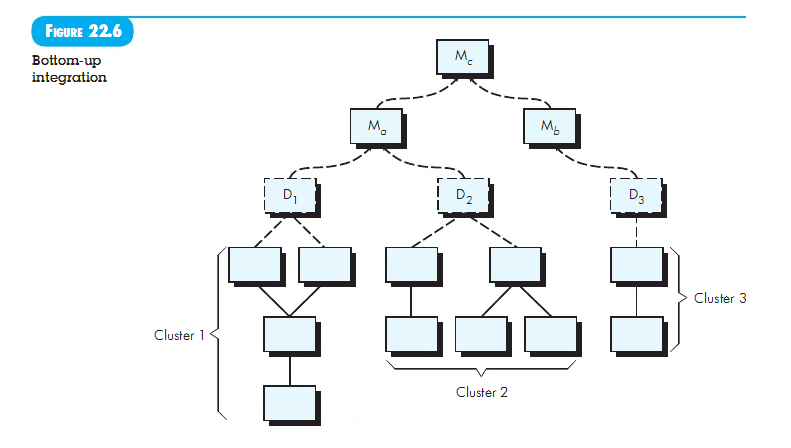 FIGURE 22.6
Bottom-up
integration
Mc
Ma
Mb
D1
D2
D3
Cluster 3
Cluster 1
Cluster 2